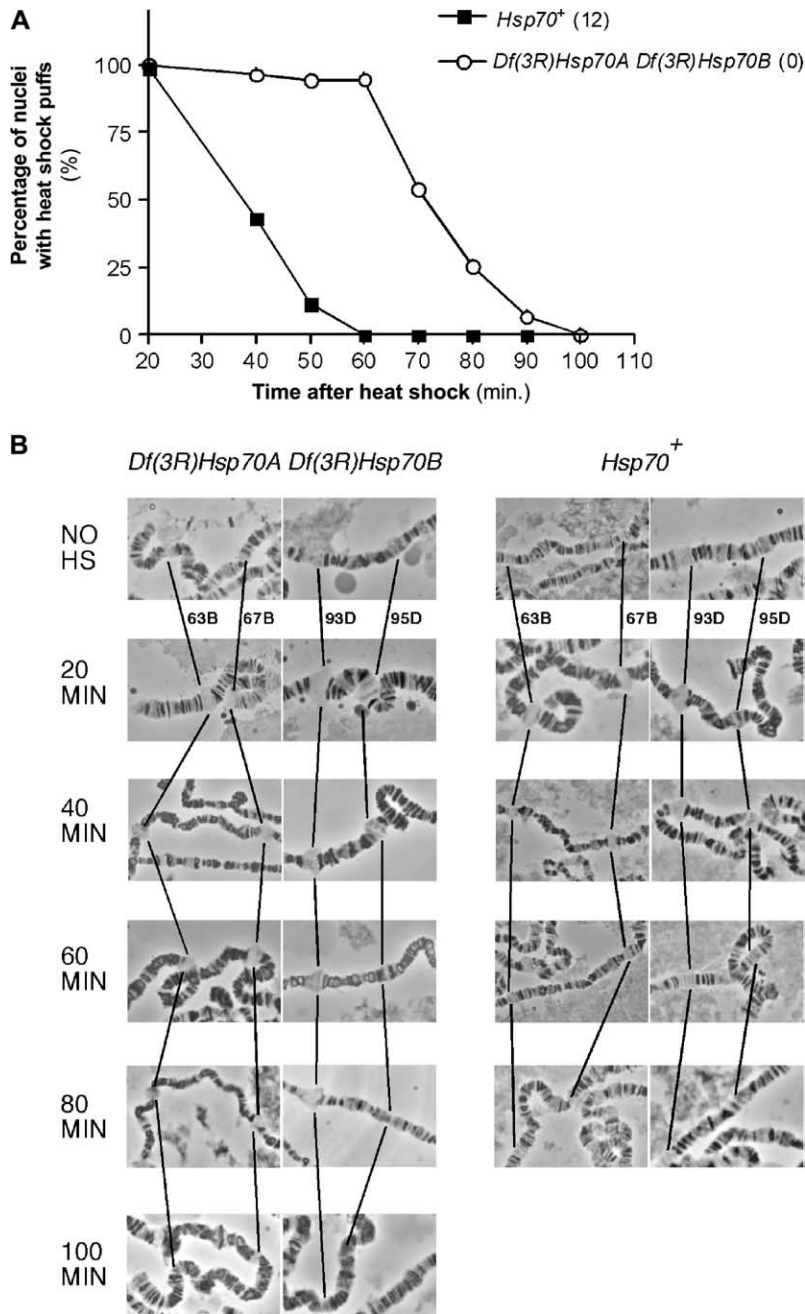 A
Hsp70+ (12)
Df(3R)Hsp70A Df(3R)Hsp70B (0)
Percentage of nuclei
with heat shock puffs
(%)
100
75
50
25
0
20 30 40 50 60 70 80 90 100 110
Time after heat shock (min.)
B
Df(3R)Hsp70A Df(3R)Hsp70B Hsp70+
NO
HS
63B 67B 93D 95D 63B 67B 93D 95D
20
MIN
40
MIN
60
MIN
80
MIN
100
MIN